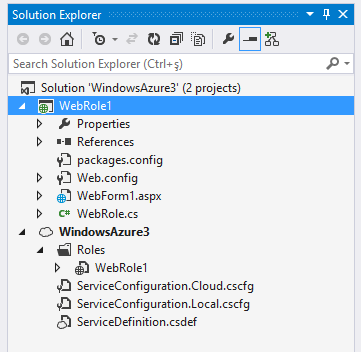 Solution Explorer
Search Solution Explorer (Ctrl+ş)
Solution 'WindowsAzure3' (2 projects)
WebRole1
Properties
References
packages.config
Web.config
WebForm1.aspx
C# WebRole.cs
WindowsAzure3
Roles
WebRole1
ServiceConfiguration.Cloud.cscfg
ServiceConfiguration.Local.cscfg
ServiceDefinition.csdef